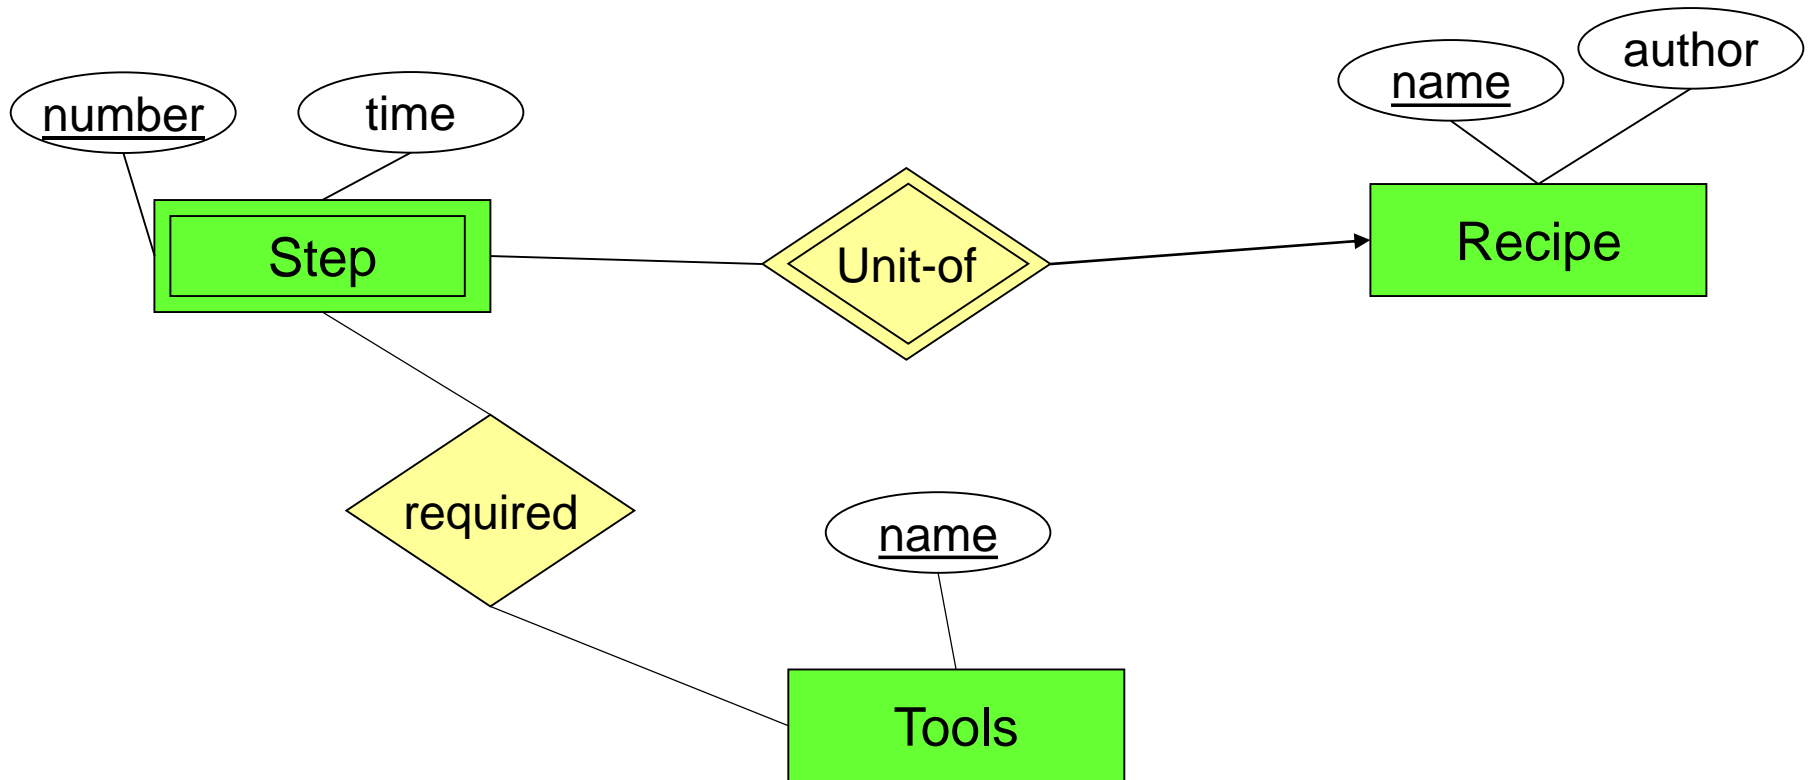 author
name
number
time
Step
Unit-of
Recipe
required
name
Tools